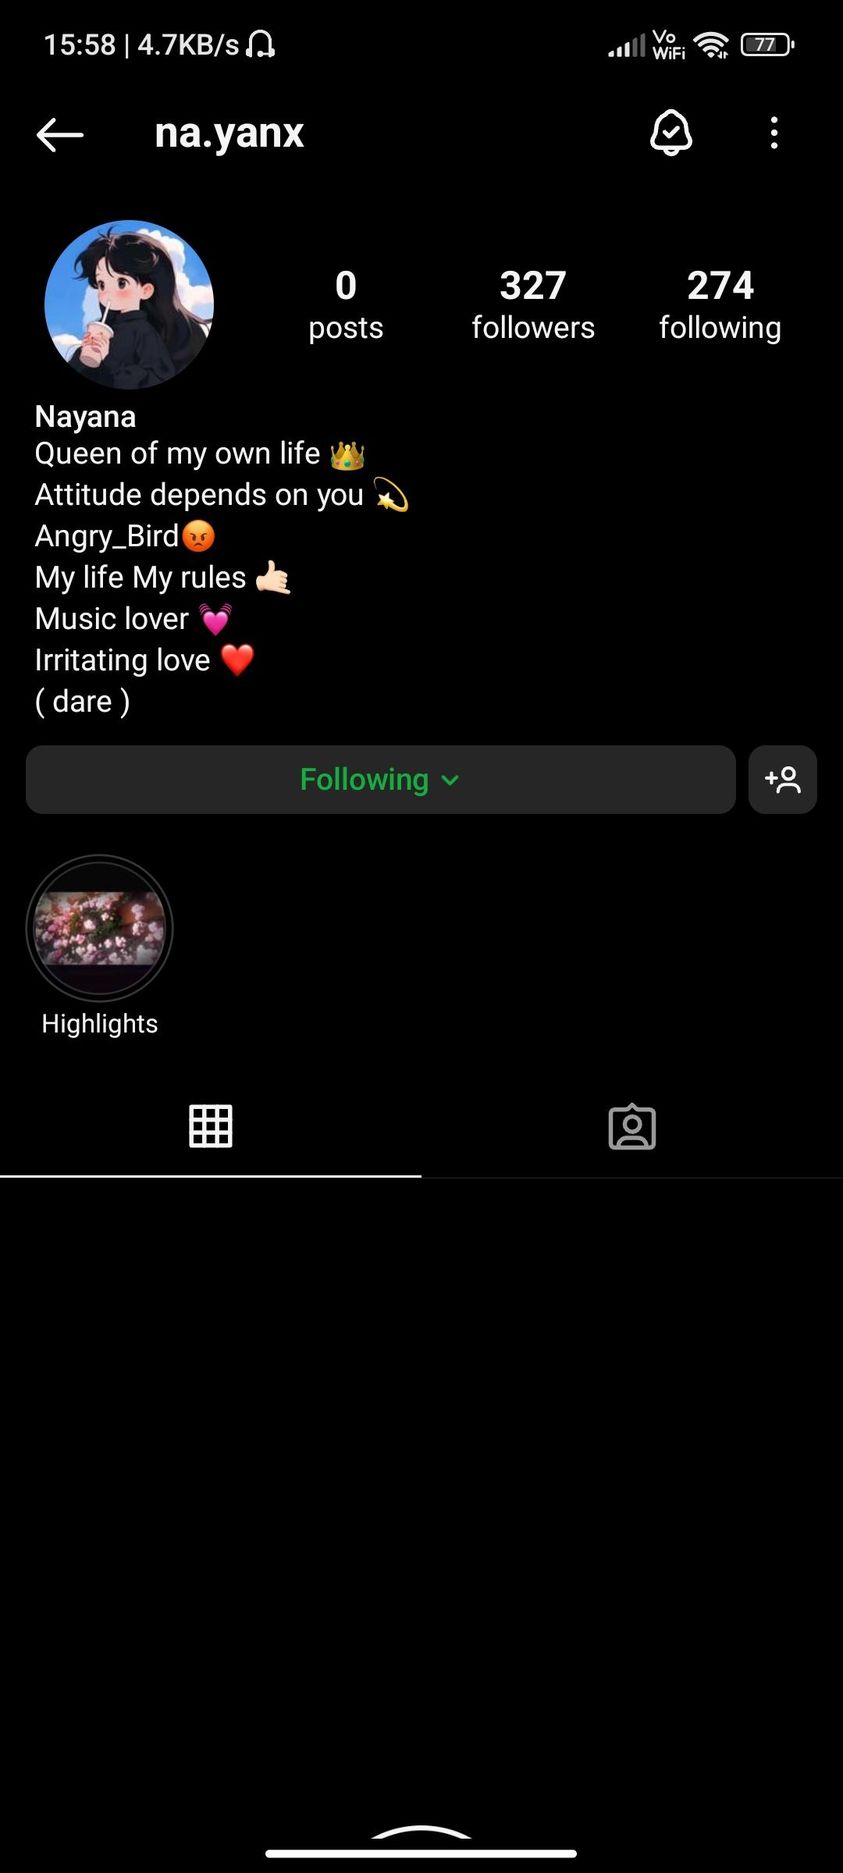 15:58 | 4.7KB/s
Vo
WiFi
77
na.yanx
0
posts
327
followers
274
following
Nayana
Queen of my own life 👑
Attitude depends on you 💫
Angry_Bird😡
My life My rules 🤙🏻
Music lover 💓
Irritating love ❤️
( dare )
Following
Highlights